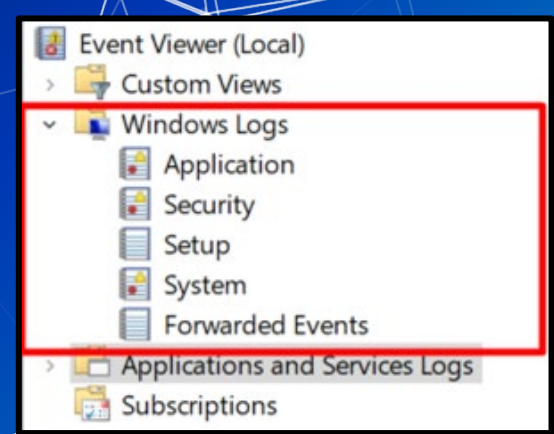 Event Viewer (Local)
Custom Views
Windows Logs
Application
Security
Setup
System
Forwarded Events
Applications and Services Logs
Subscriptions